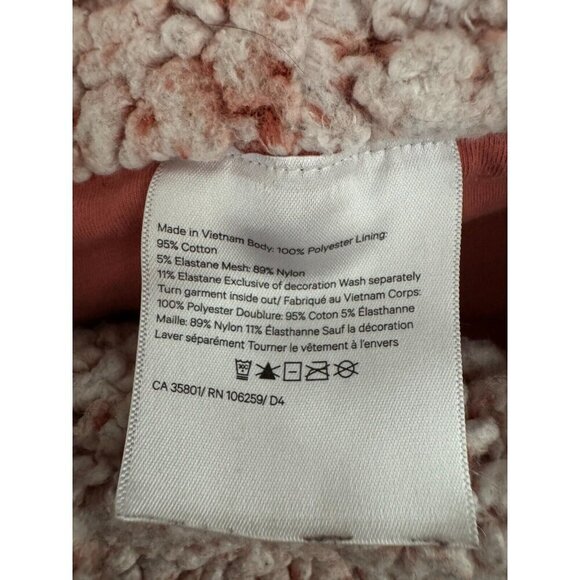 Made in Vietnam Body: 100% Polyester Lining:
95% Cotton
5% Elastane Mesh: 89% Nylon
11% Elastane Exclusive of decoration Wash separately
Turn garment inside out/ Fabriqué au Vietnam Corps:
100% Polyester Doublure: 95% Coton 5% Élasthanne
Maille: 89% Nylon 11% Élasthanne Sauf la décoration
Laver séparément Tourner le vêtement à l'envers
CA 35801/ RN 106259/ D4